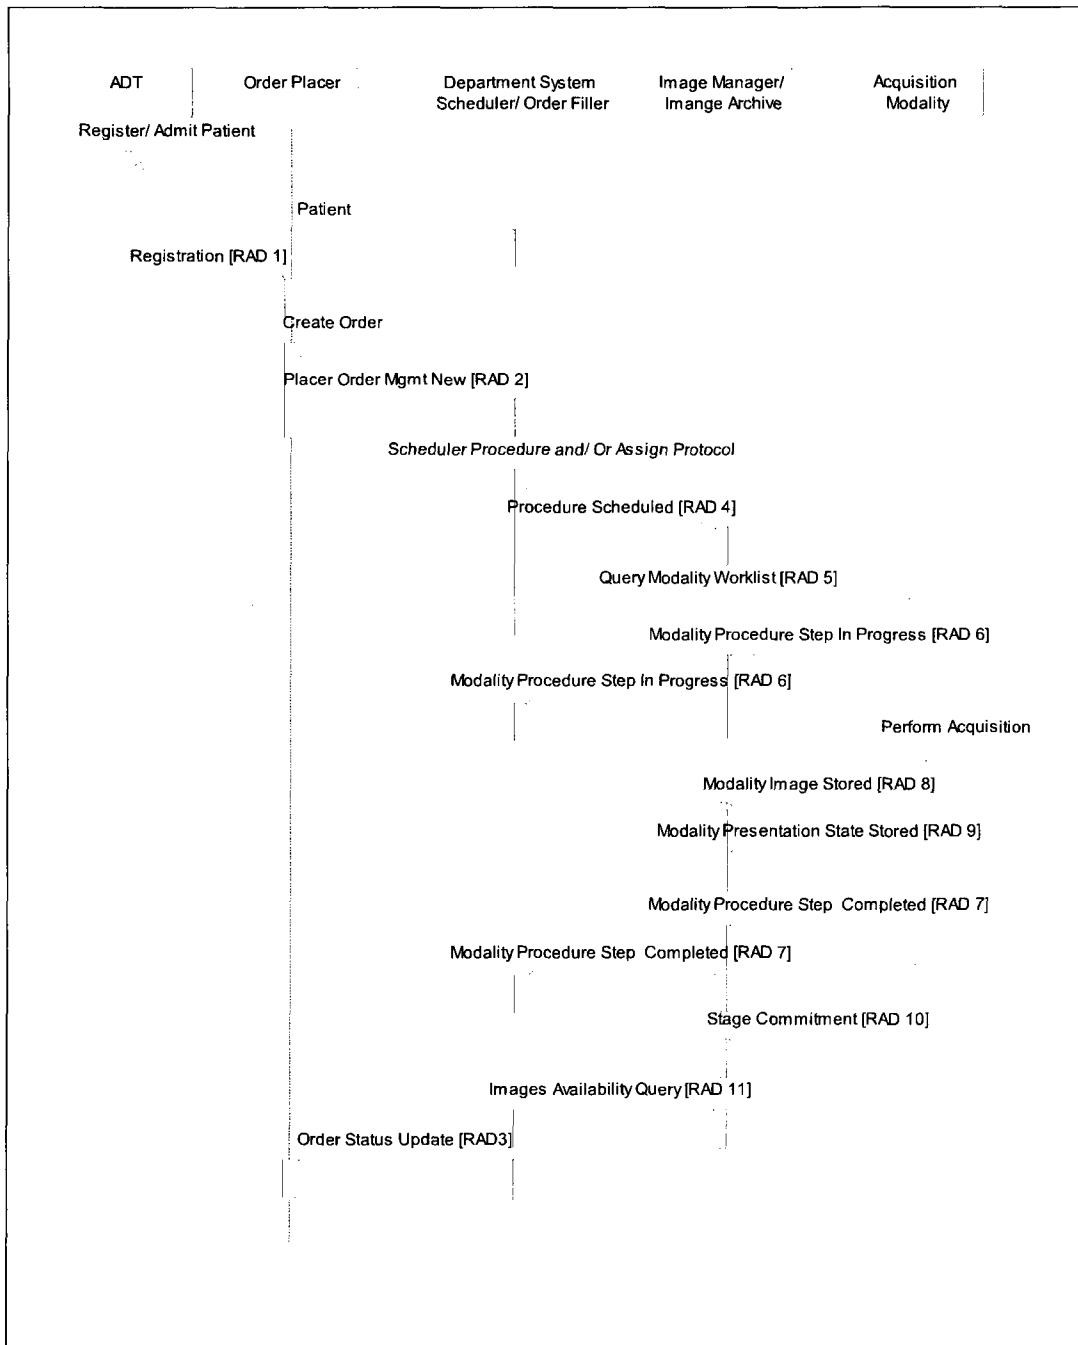 ADT
Order Placer
Department System
Scheduler/ Order Filler
Image Manager/
Imange Archive
Acquisition
Modality
Register/ Admit Patient
Patient
Registration [RAD 1]
Create Order
Placer Order Mgmt New [RAD 2]
Scheduler Procedure and/ Or Assign Protocol
Procedure Scheduled [RAD 4]
Query Modality Worklist [RAD 5]
Modality Procedure Step In Progress [RAD 6]
Modality Procedure Step In Progress [RAD 6]
Perform Acquisition
Modality Image Stored [RAD 8]
Modality Presentation State Stored [RAD 9]
Modality Procedure Step Completed [RAD 7]
Modality Procedure Step Completed [RAD 7]
Stage Commitment [RAD 10]
Images Availability Query [RAD 11]
Order Status Update [RAD3]